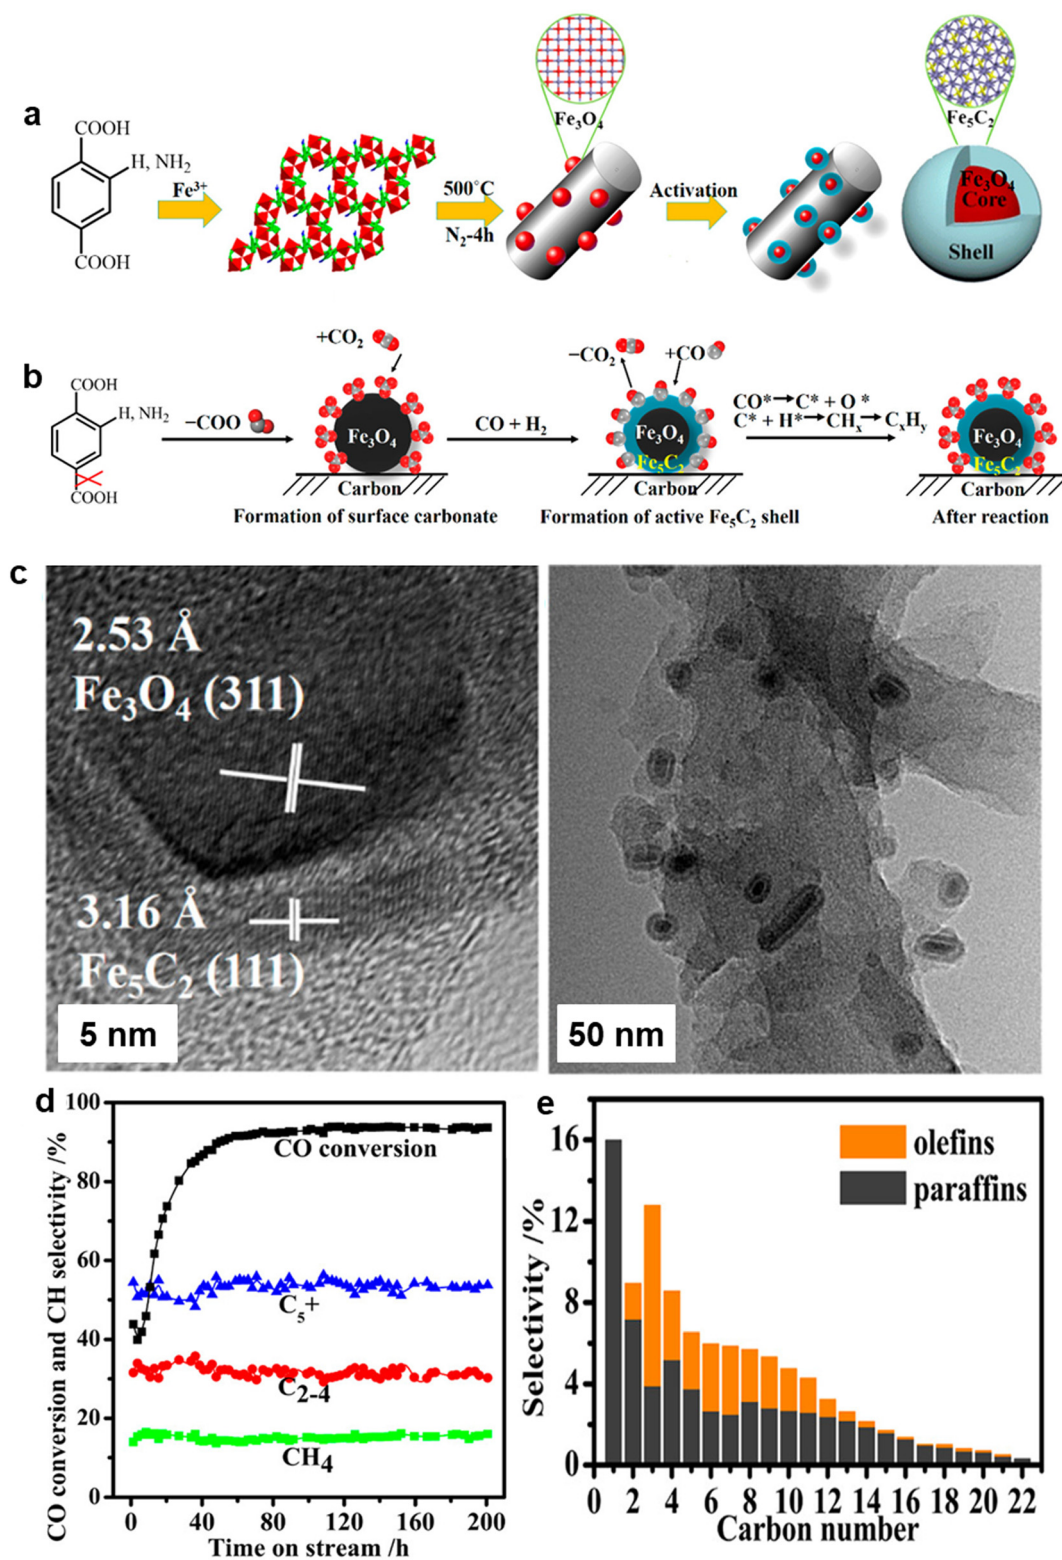 a
COOH
H, NH₂
COOH
Fe³⁺
500°C
N₂-4h
Fe₃O₄
Activation
Fe₅C₂
Fe₃O₄
Core
Shell
b
COOH
H, NH₂
COOH
−COO
+CO₂
Fe₃O₄
Carbon
Formation of surface carbonate
CO + H₂
−CO₂
+CO
Fe₃O₄
Fe₅C₂
Carbon
Formation of active Fe₅C₂ shell
CO*→C* + O *
C* + H*→CHₓ→CₓHᵧ
Fe₃O₄
Fe₅C₂
Carbon
After reaction
c
2.53 Å
Fe₃O₄ (311)
3.16 Å
Fe₅C₂ (111)
5 nm
50 nm
d
CO conversion and CH selectivity /%
100
80
60
40
20
0
CO conversion
C₅+
C₂₋₄
CH₄
0 40 80 120 160 200
Time on stream /h
e
Selectivity /%
16
12
8
4
0
olefins
paraffins
0 2 4 6 8 10 12 14 16 18 20 22
Carbon number